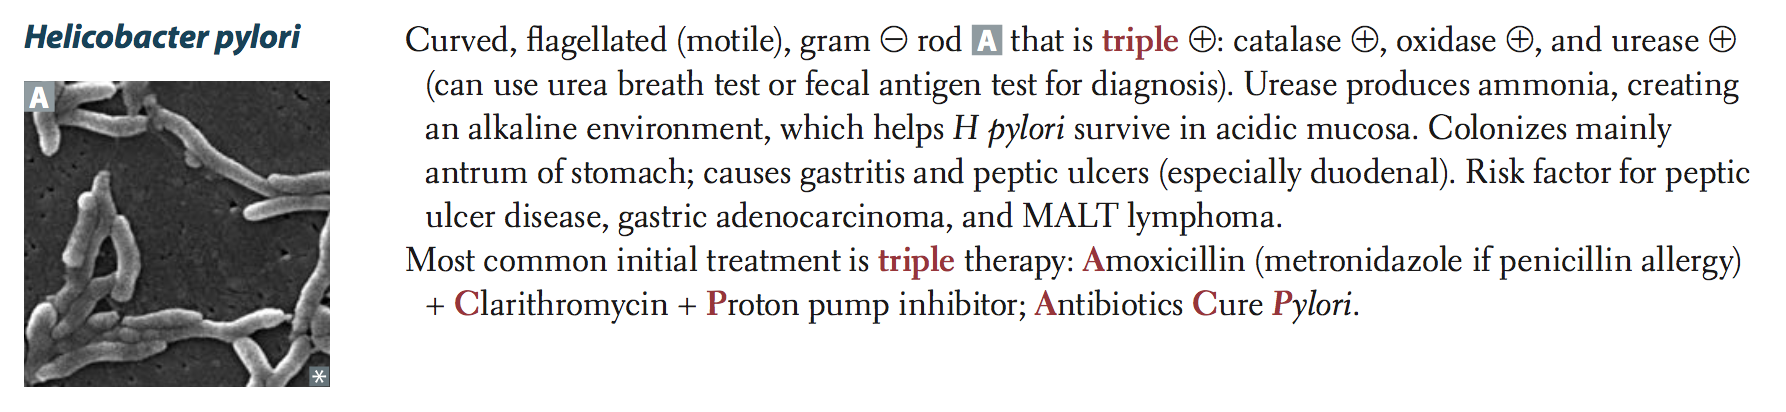 Helicobacter pylori
A
*
Curved, flagellated (motile), gram ⊖ rod A that is triple ⊕: catalase ⊕, oxidase ⊕, and urease ⊕
(can use urea breath test or fecal antigen test for diagnosis). Urease produces ammonia, creating
an alkaline environment, which helps H pylori survive in acidic mucosa. Colonizes mainly
antrum of stomach; causes gastritis and peptic ulcers (especially duodenal). Risk factor for peptic
ulcer disease, gastric adenocarcinoma, and MALT lymphoma.
Most common initial treatment is triple therapy: Amoxicillin (metronidazole if penicillin allergy)
+ Clarithromycin + Proton pump inhibitor; Antibiotics Cure Pylori.